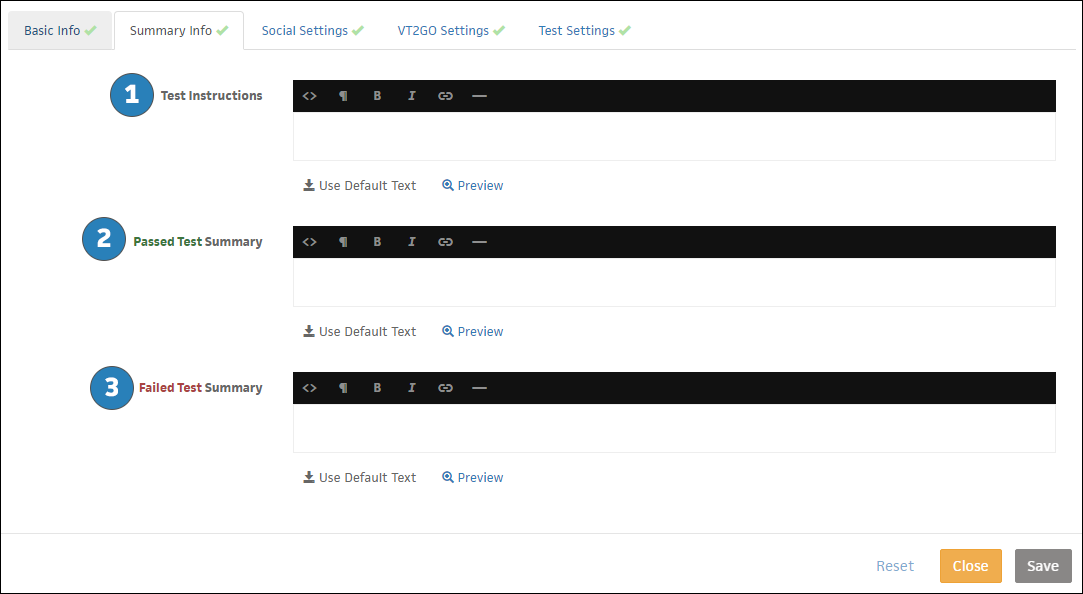 Basic Info Summary Info Social Settings VT2GO Settings Test Settings
1 Test Instructions <> ¶ B I
Use Default Text Preview
2 Passed Test Summary <> ¶ B I
Use Default Text Preview
3 Failed Test Summary <> ¶ B I
Use Default Text Preview
Reset Close Save